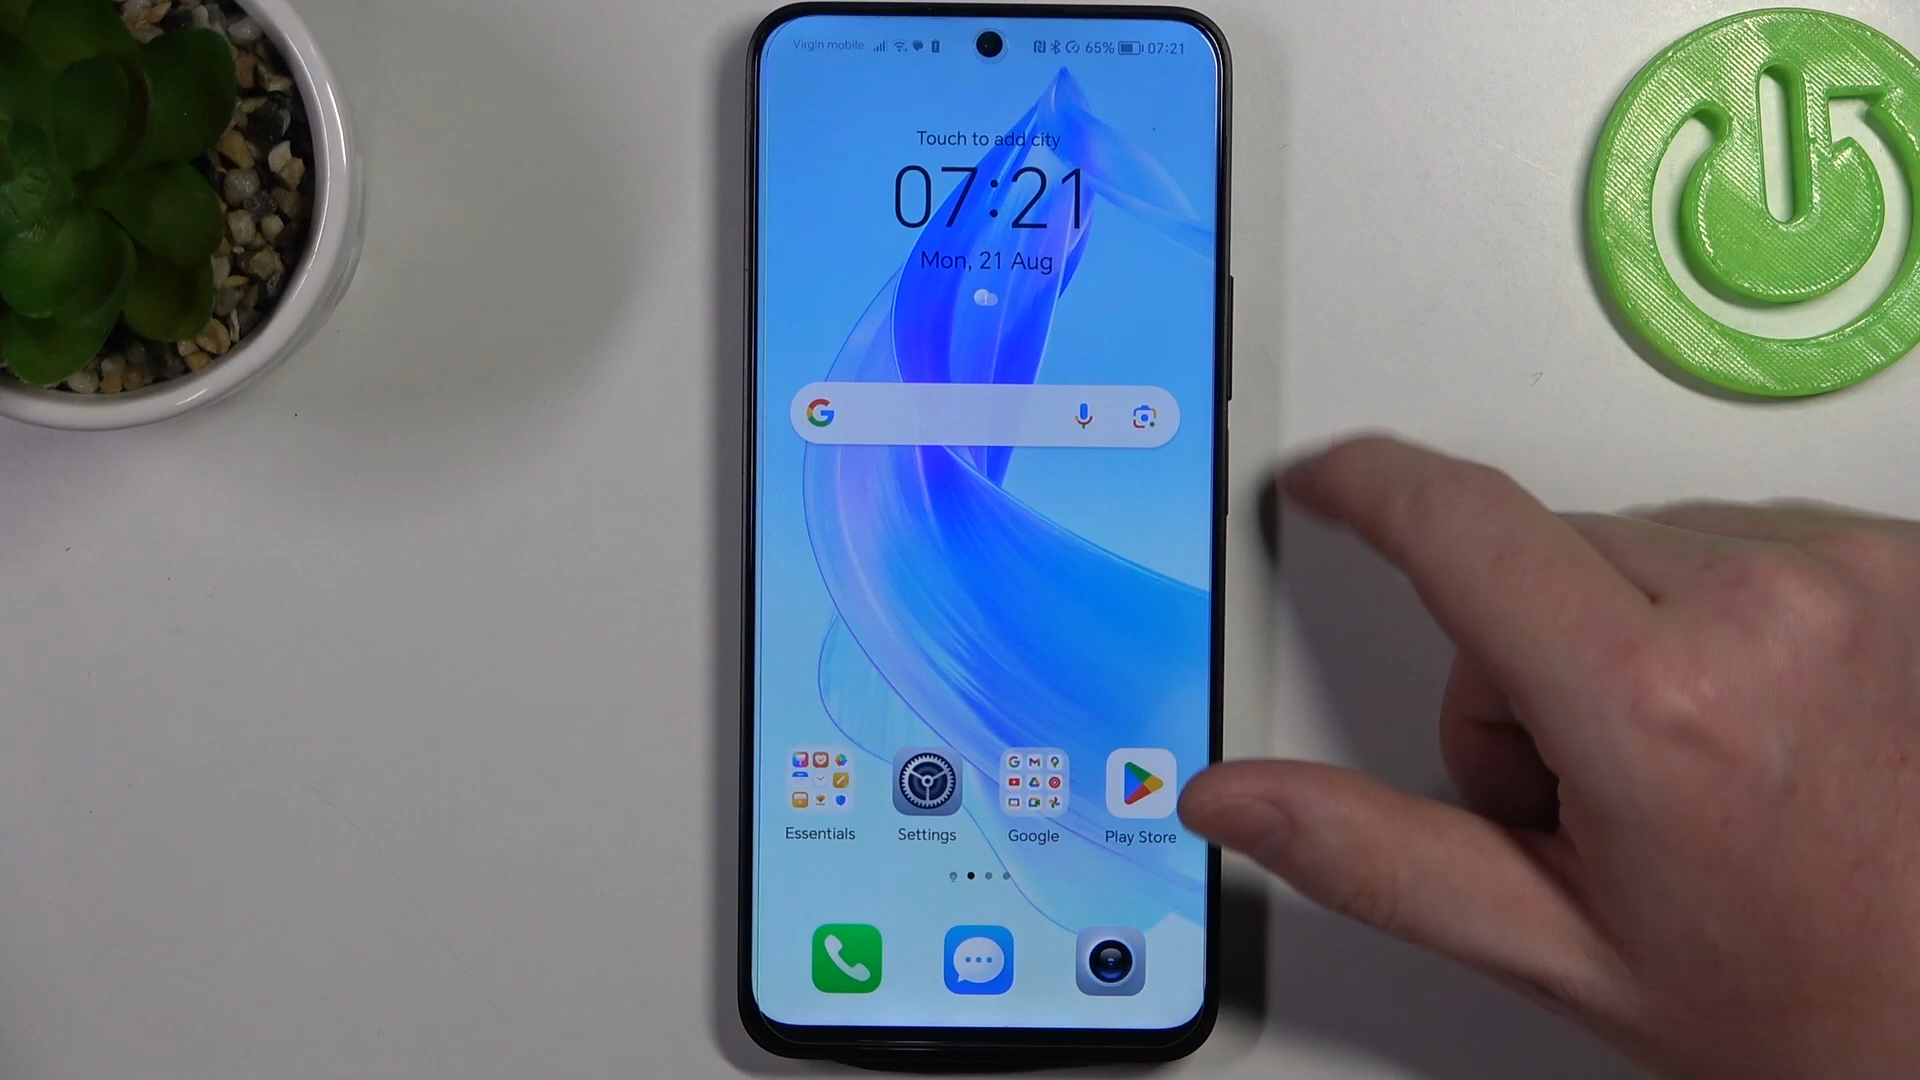 Virgin mobile
65% 07:21
Touch to add city
07:21
Mon, 21 Aug
G
Essentials
Settings
Google
Play Store